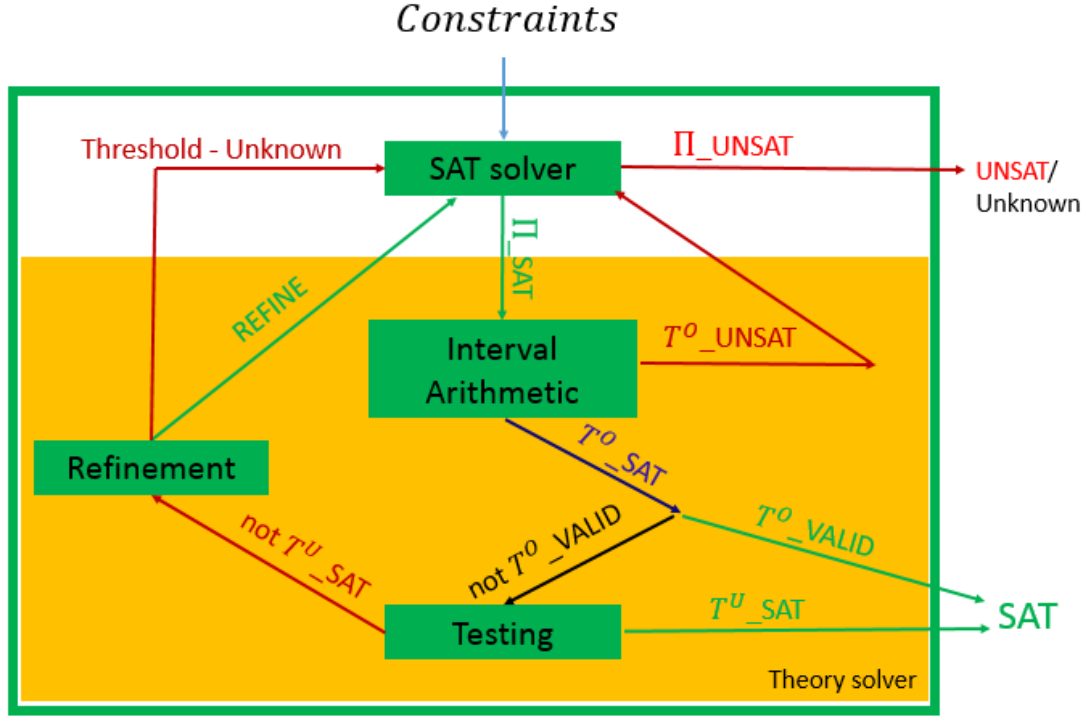 Constraints
Threshold - Unknown
SAT solver
Π_UNSAT
UNSAT/
Unknown
Π_SAT
REFINE
Interval
Arithmetic
T^O_UNSAT
T^O_SAT
Refinement
not T^U_SAT
not T^O_VALID
T^O_VALID
Testing
T^U_SAT
SAT
Theory solver